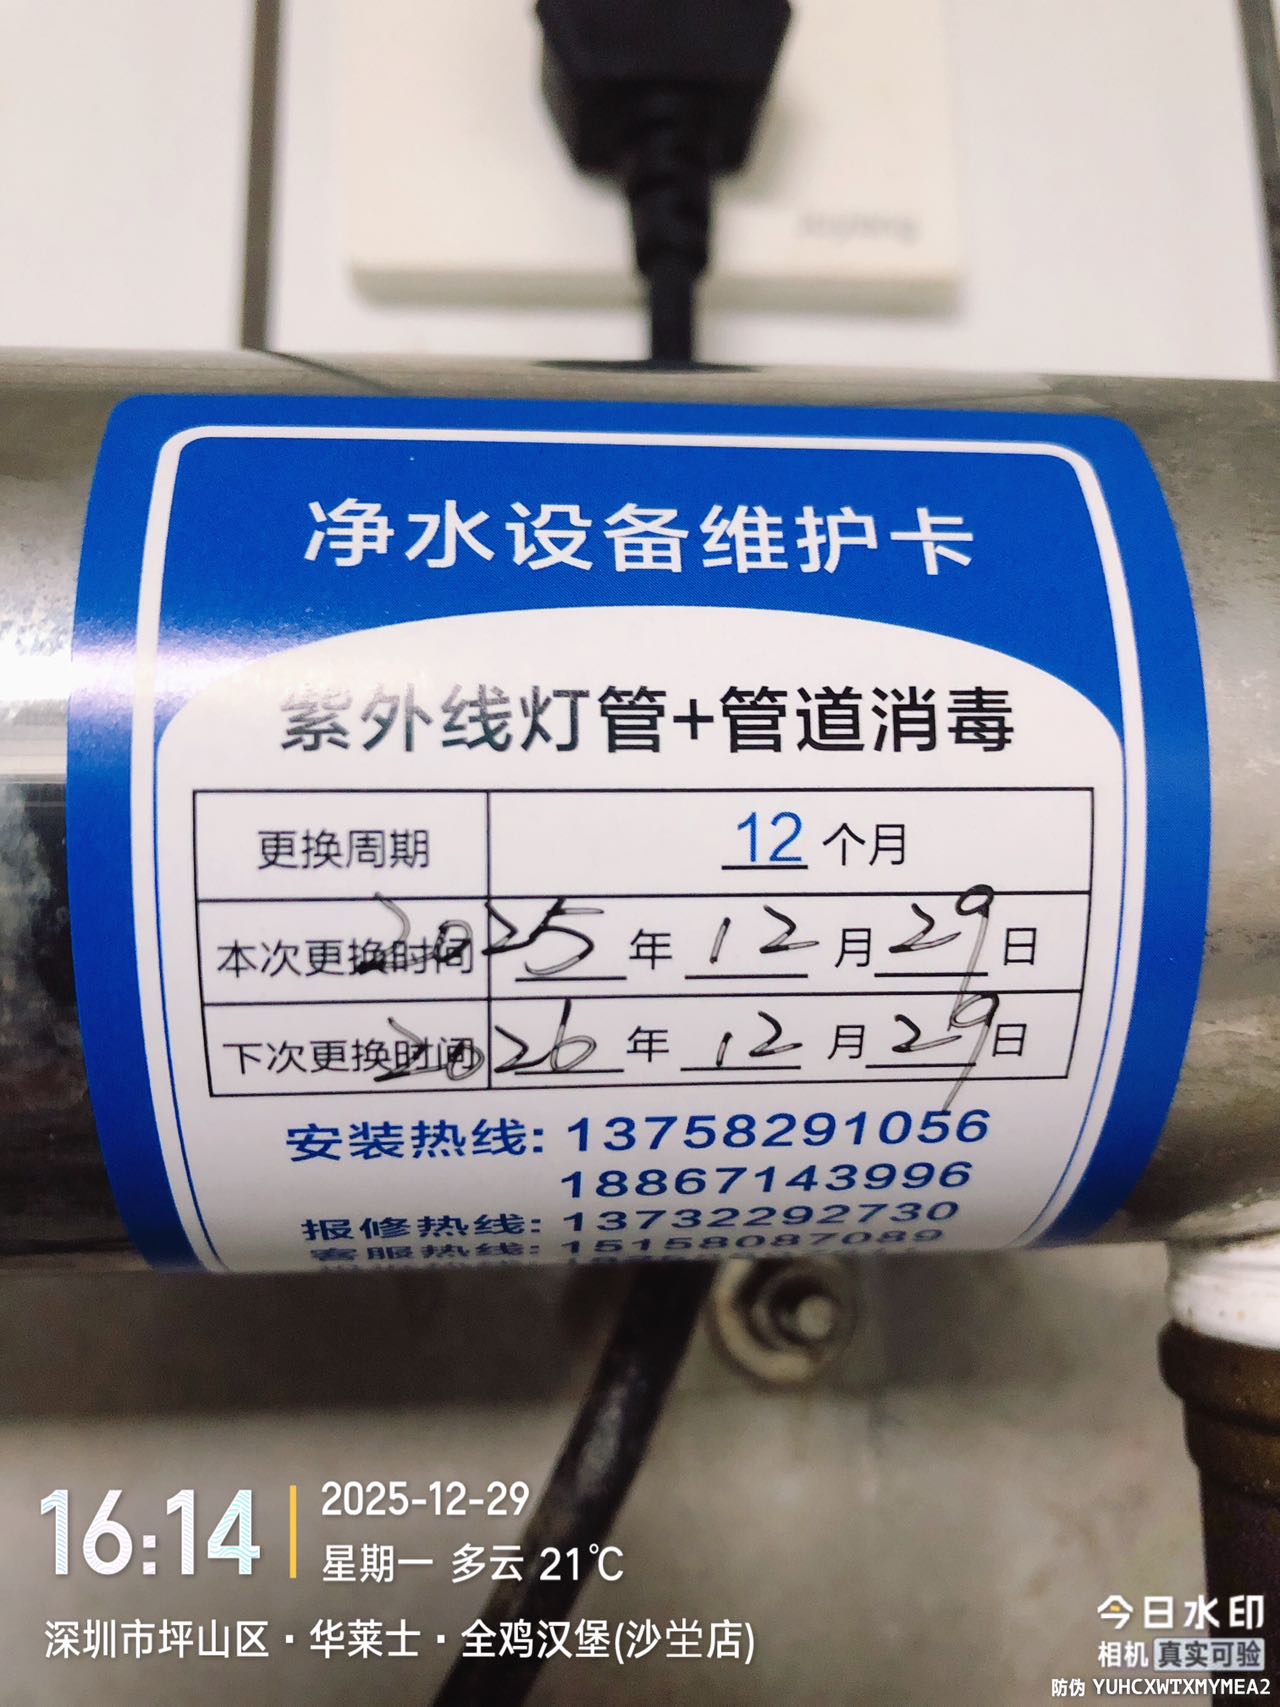 净水设备维护卡
紫外线灯管+管道消毒
更换周期 12 个月
本次更换时间 2025 年 12 月 29 日
下次更换时间 2026 年 12 月 29 日
安装热线: 13758291056
18867143996
报修热线: 13732292730
客服热线: 15158087089
16:14
2025-12-29
星期一 多云 21℃
深圳市坪山区·华莱士·全鸡汉堡(沙坣店)
今日水印
相机 真实可验
防伪 YUHCXWTXMYMEA2